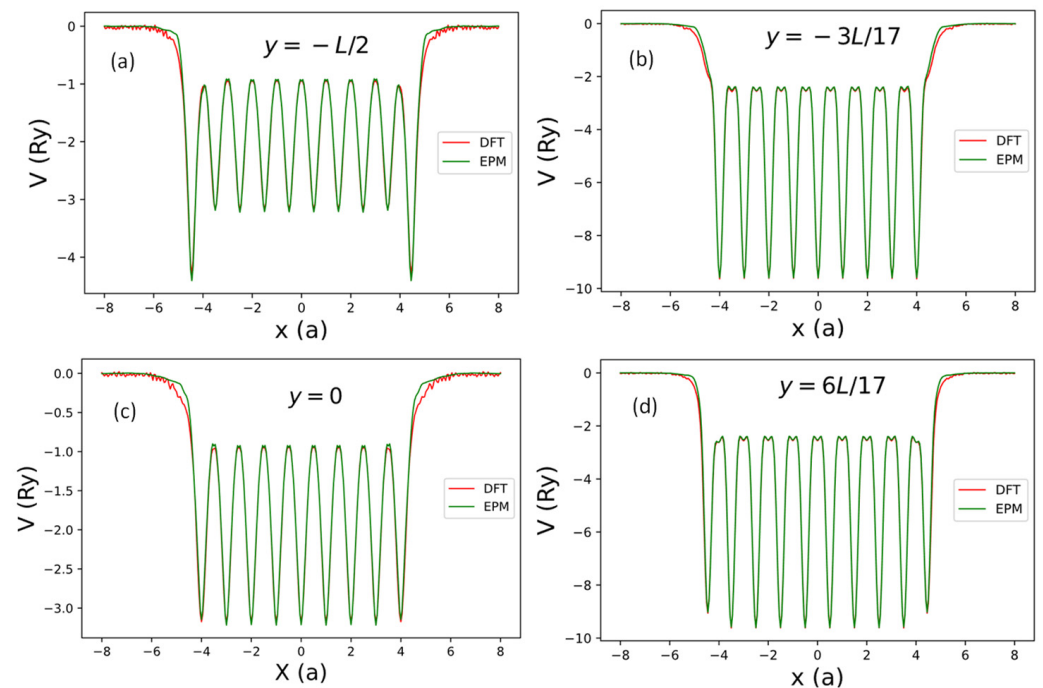 (a)
y = −L/2
V (Ry)
0
−1
−2
−3
−4
DFT
EPM
−8 −6 −4 −2 0 2 4 6 8
x (a)
(b)
y = −3L/17
V (Ry)
0
−2
−4
−6
−8
−10
DFT
EPM
−8 −6 −4 −2 0 2 4 6 8
x (a)
(c)
y = 0
V (Ry)
0.0
−0.5
−1.0
−1.5
−2.0
−2.5
−3.0
DFT
EPM
−8 −6 −4 −2 0 2 4 6 8
X (a)
(d)
y = 6L/17
V (Ry)
0
−2
−4
−6
−8
−10
DFT
EPM
−8 −6 −4 −2 0 2 4 6 8
x (a)